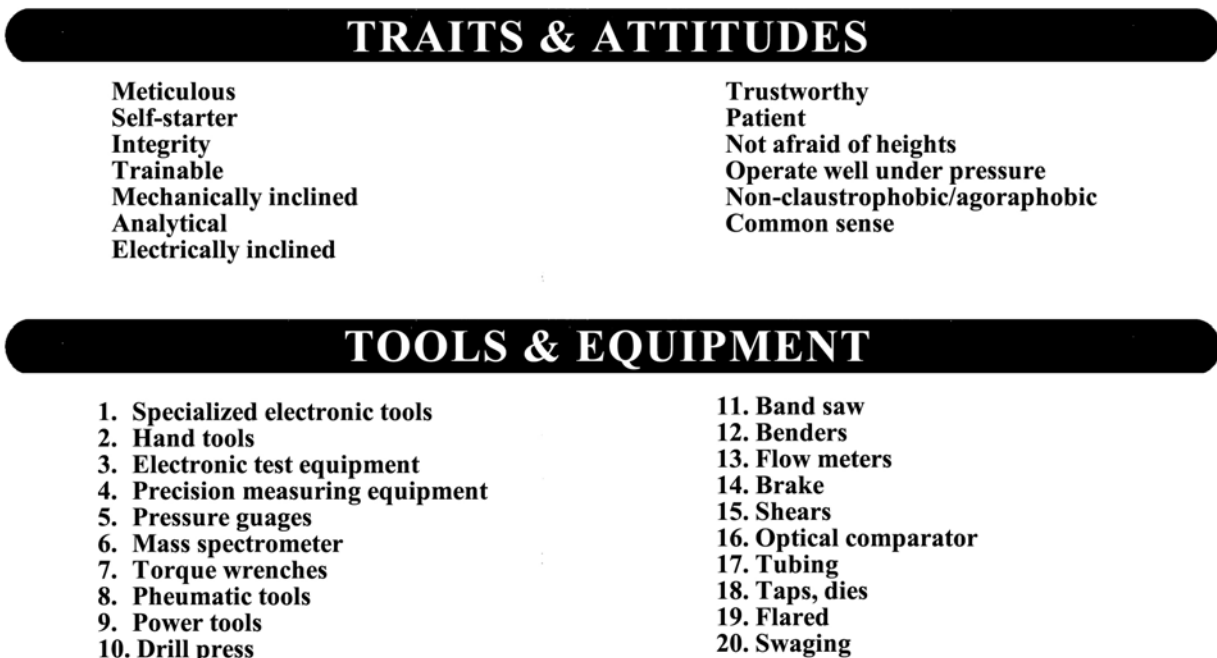 TRAITS & ATTITUDES
Meticulous
Self-starter
Integrity
Trainable
Mechanically inclined
Analytical
Electrically inclined
Trustworthy
Patient
Not afraid of heights
Operate well under pressure
Non-claustrophobic/agoraphobic
Common sense
TOOLS & EQUIPMENT
1. Specialized electronic tools
2. Hand tools
3. Electronic test equipment
4. Precision measuring equipment
5. Pressure guages
6. Mass spectrometer
7. Torque wrenches
8. Pheumatic tools
9. Power tools
10. Drill press
11. Band saw
12. Benders
13. Flow meters
14. Brake
15. Shears
16. Optical comparator
17. Tubing
18. Taps, dies
19. Flared
20. Swaging